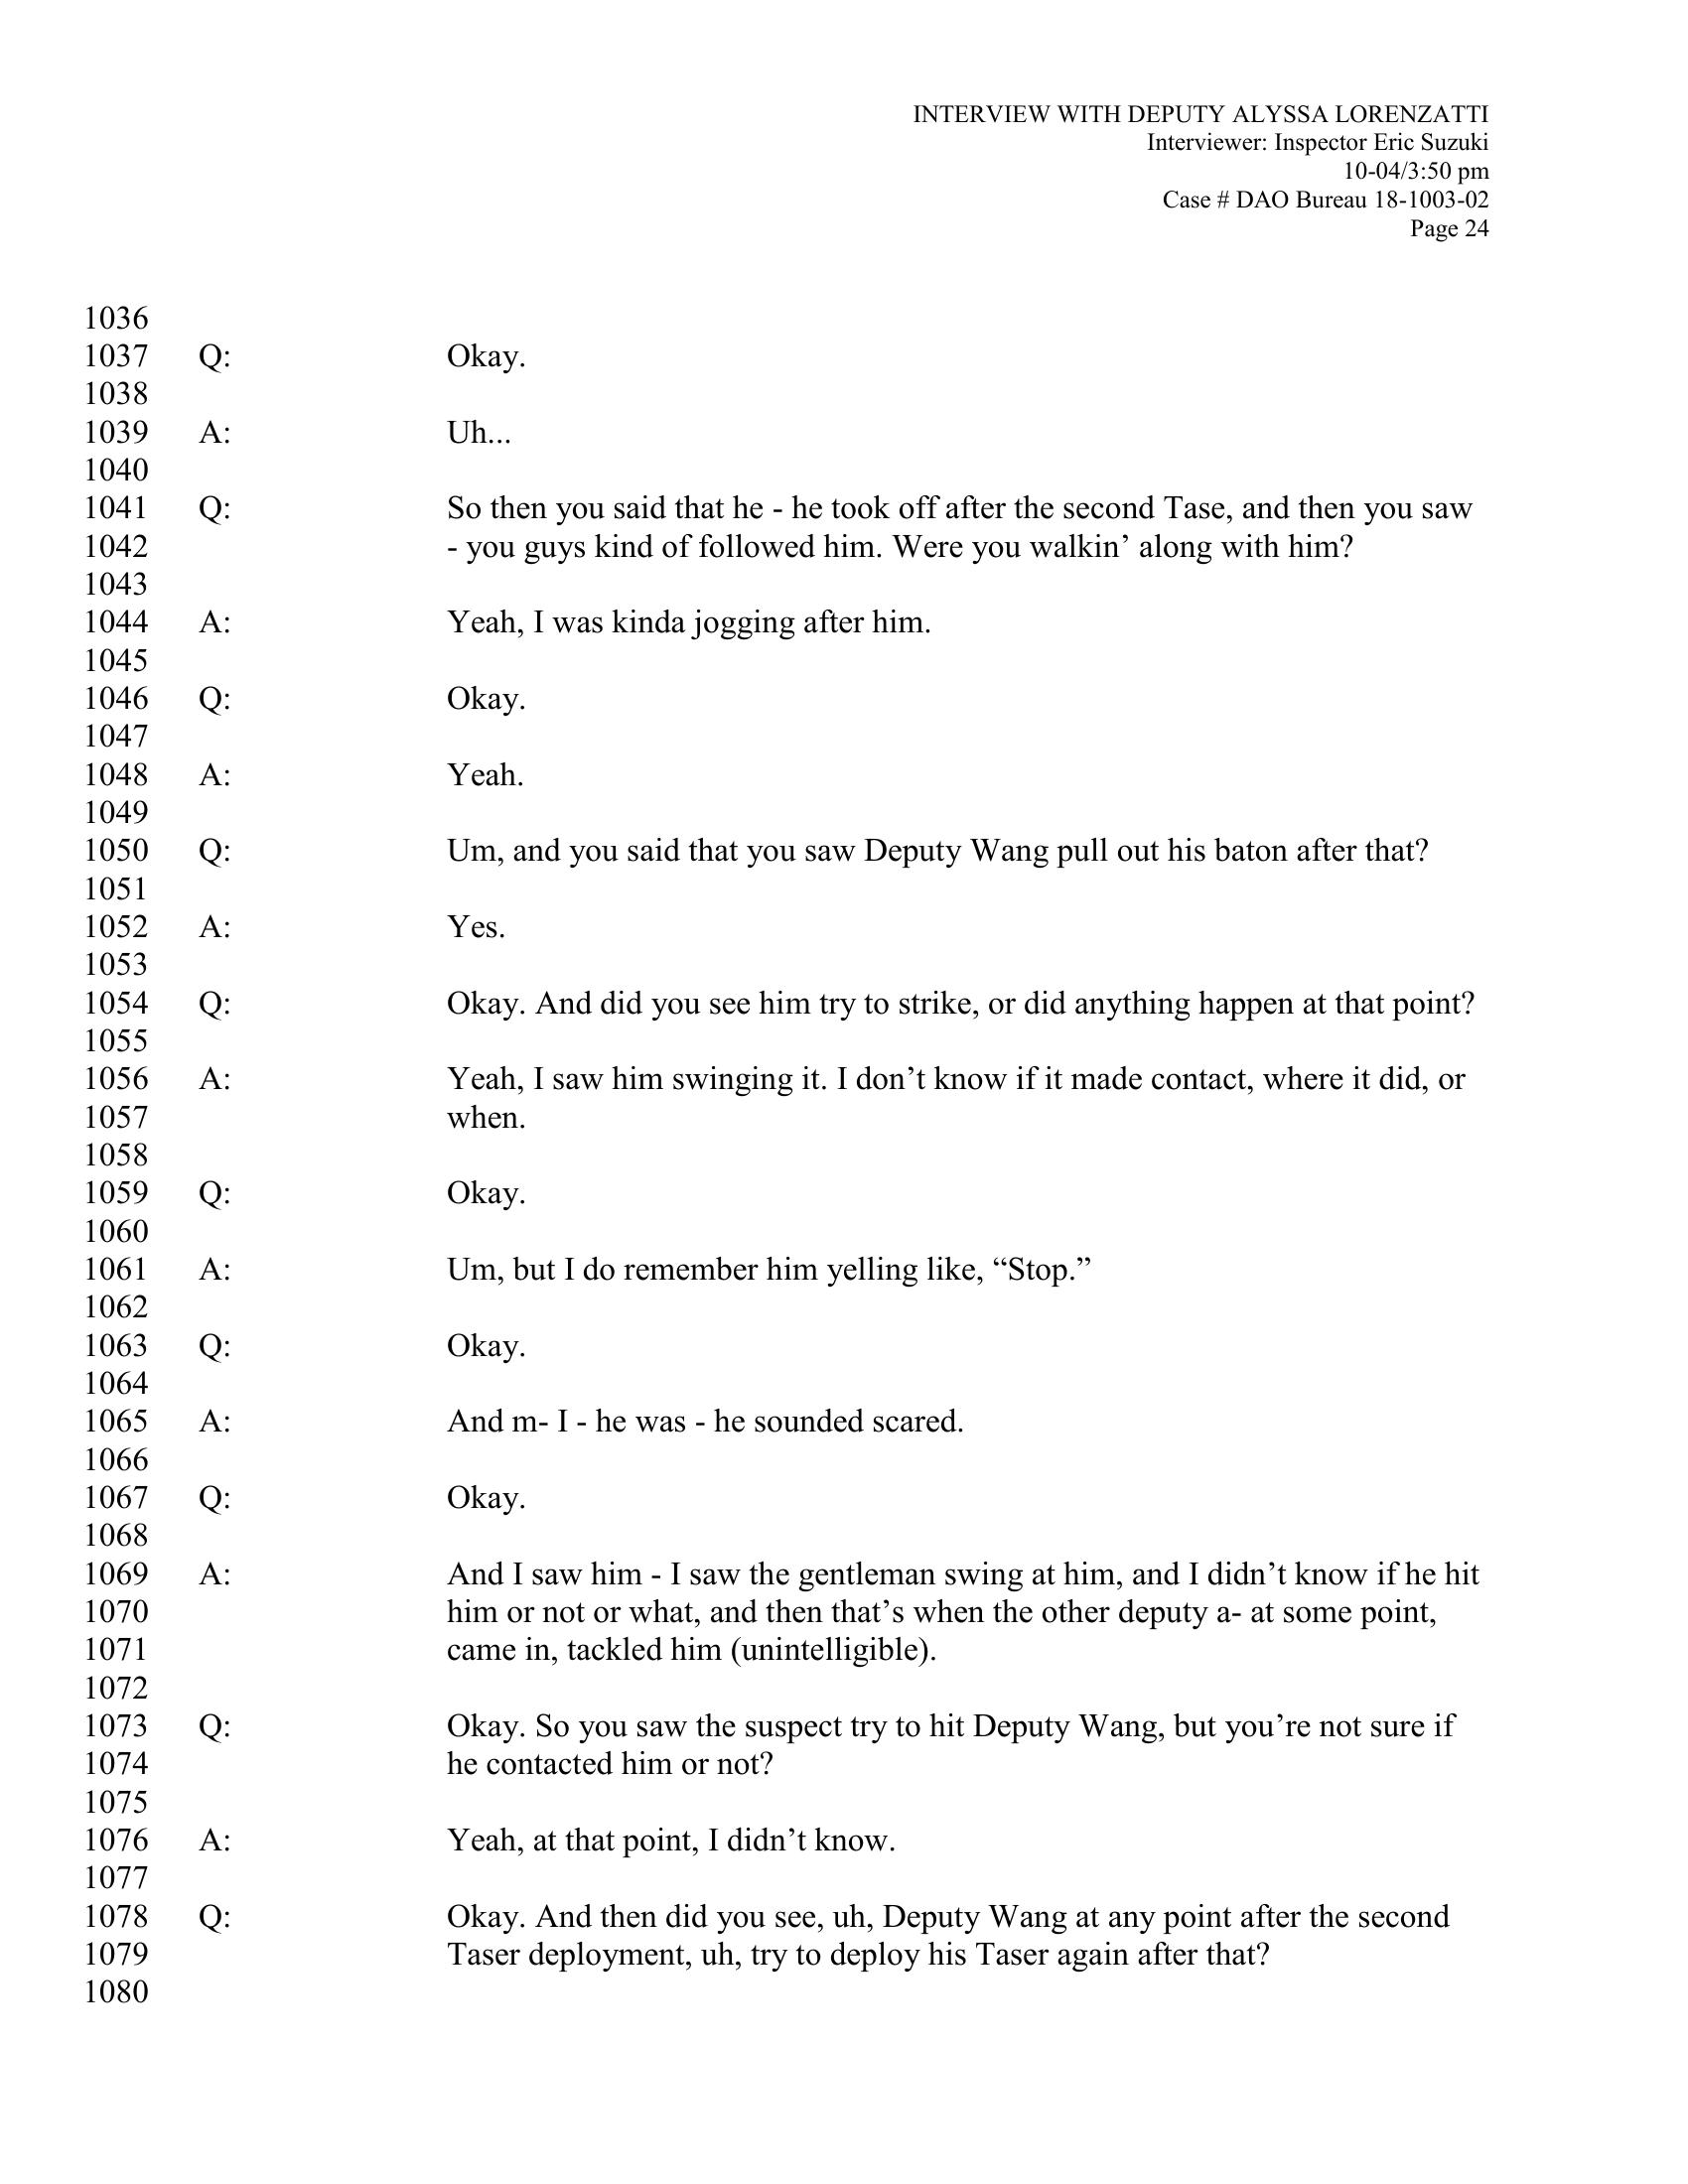 INTERVIEW WITH DEPUTY ALYSSA LORENZATTI
Interviewer: Inspector Eric Suzuki
10-04/3:50 pm
Case # DAO Bureau 18-1003-02
Page 24
1036
1037 Q: Okay.
1038
1039 A: Uh...
1040
1041 Q: So then you said that he - he took off after the second Tase, and then you saw
1042 - you guys kind of followed him. Were you walkin’ along with him?
1043
1044 A: Yeah, I was kinda jogging after him.
1045
1046 Q: Okay.
1047
1048 A: Yeah.
1049
1050 Q: Um, and you said that you saw Deputy Wang pull out his baton after that?
1051
1052 A: Yes.
1053
1054 Q: Okay. And did you see him try to strike, or did anything happen at that point?
1055
1056 A: Yeah, I saw him swinging it. I don’t know if it made contact, where it did, or
1057 when.
1058
1059 Q: Okay.
1060
1061 A: Um, but I do remember him yelling like, “Stop.”
1062
1063 Q: Okay.
1064
1065 A: And m- I - he was - he sounded scared.
1066
1067 Q: Okay.
1068
1069 A: And I saw him - I saw the gentleman swing at him, and I didn’t know if he hit
1070 him or not or what, and then that’s when the other deputy a- at some point,
1071 came in, tackled him (unintelligible).
1072
1073 Q: Okay. So you saw the suspect try to hit Deputy Wang, but you’re not sure if
1074 he contacted him or not?
1075
1076 A: Yeah, at that point, I didn’t know.
1077
1078 Q: Okay. And then did you see, uh, Deputy Wang at any point after the second
1079 Taser deployment, uh, try to deploy his Taser again after that?
1080